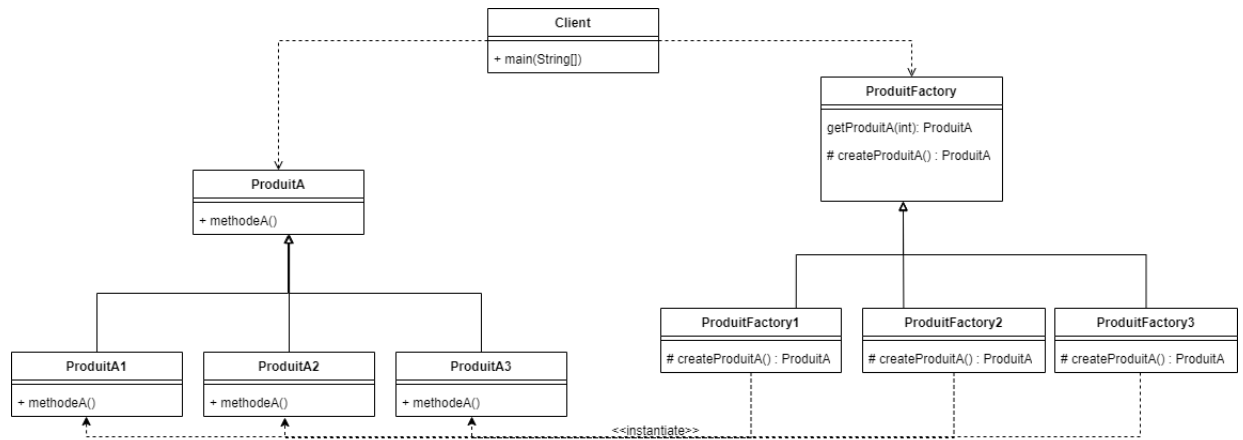 Client
+ main(String[])
ProduitFactory
getProduitA(int): ProduitA
# createProduitA() : ProduitA
ProduitA
+ methodeA()
ProduitFactory1
# createProduitA() : ProduitA
ProduitFactory2
# createProduitA() : ProduitA
ProduitFactory3
# createProduitA() : ProduitA
ProduitA1
+ methodeA()
ProduitA2
+ methodeA()
ProduitA3
+ methodeA()
<<instantiate>>